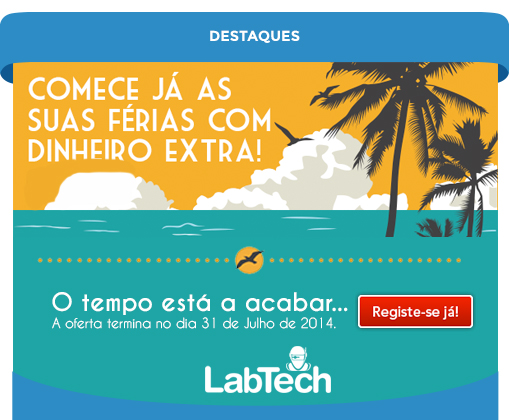 DESTAQUES
COMECE JÁ AS
SUAS FÉRIAS COM
DINHEIRO EXTRA!
O tempo está a acabar...
A oferta termina no dia 31 de Julho de 2014.
Registe-se já!
LabTech